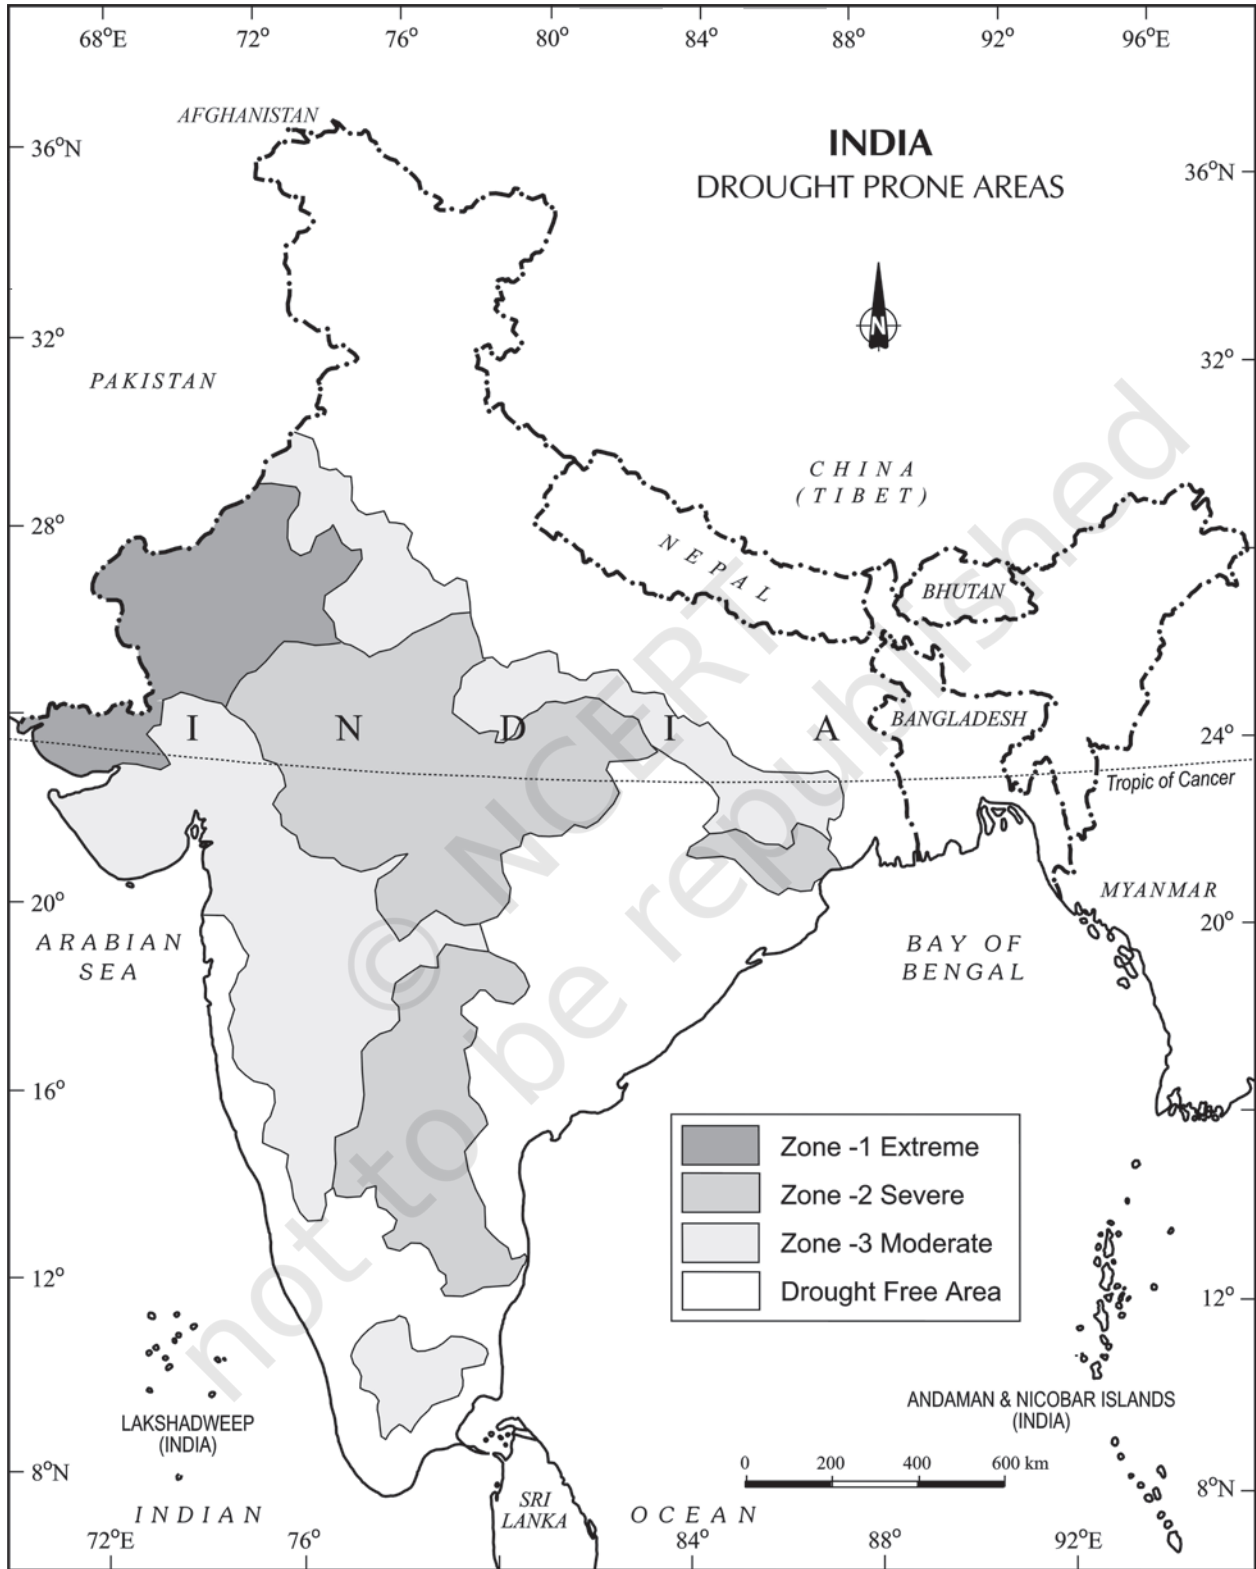 68°E 72° 76° 80° 84° 88° 92° 96°E
AFGHANISTAN
INDIA
DROUGHT PRONE AREAS
36°N
36°N
N
32°
32°
PAKISTAN
CHINA
(TIBET)
28°
NEPAL
BHUTAN
INDIA
BANGLADESH
24°
Tropic of Cancer
20°
MYANMAR
20°
ARABIAN
SEA
BAY OF
BENGAL
© NCERT
not to be republished
16°
Zone -1 Extreme
Zone -2 Severe
Zone -3 Moderate
Drought Free Area
12°
12°
LAKSHADWEEP
(INDIA)
ANDAMAN & NICOBAR ISLANDS
(INDIA)
0 200 400 600 km
8°N
8°N
SRI
LANKA
INDIAN OCEAN
72°E 76° 84° 88° 92°E